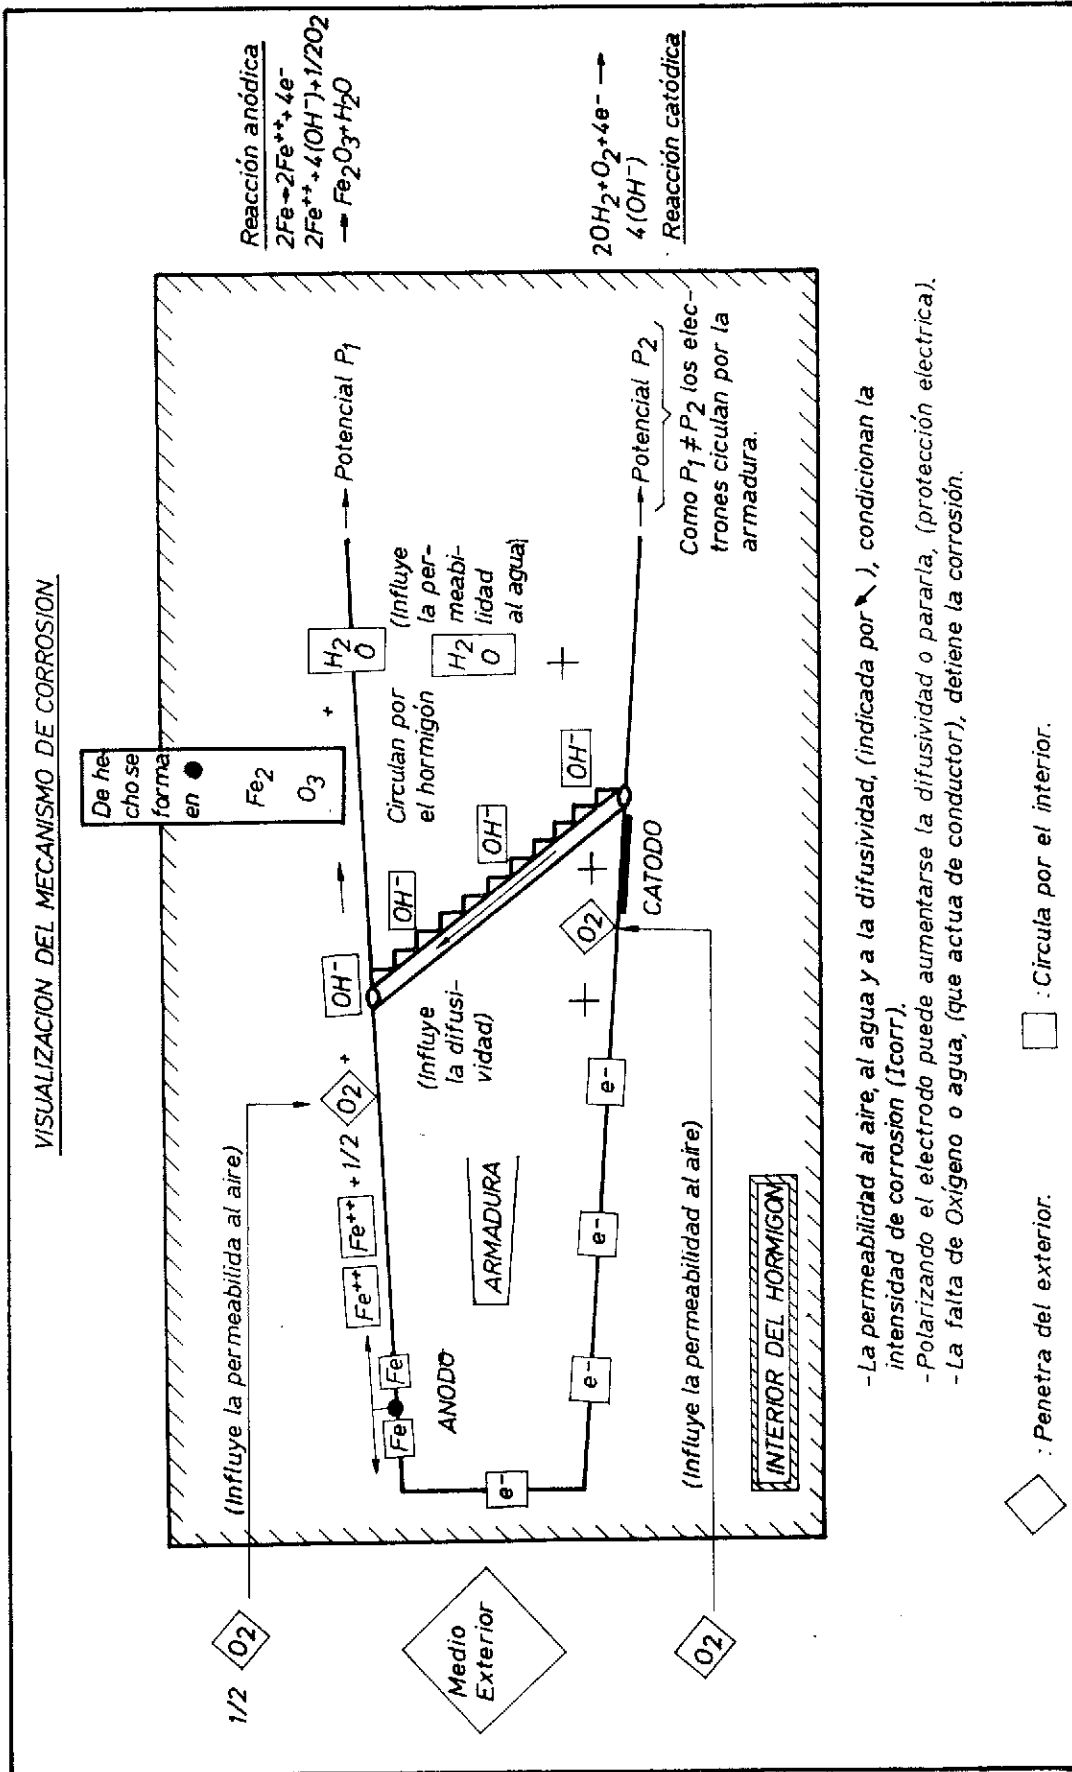 VISUALIZACION DEL MECANISMO DE CORROSION
1/2 O2
(Influye la permeabilida al aire)
De he-
cho se
forma
en ●
Fe2
O3
Reacción anódica
2Fe→2Fe⁺⁺+4e⁻
2Fe⁺⁺+4(OH⁻)+1/2O2
→Fe2O3+H2O
Fe
Fe
Fe⁺⁺
Fe⁺⁺
+1/2
O2
+
OH⁻
+
H2
O
Potencial P1
ANODO
Medio
Exterior
e⁻
ARMADURA
(Influye
la difusi-
vidad)
OH⁻
OH⁻
OH⁻
Circulan por
el hormigón
(Influye
la per-
meabi-
lidad
al agua)
H2
O
+
e⁻
e⁻
e⁻
+
O2
+
CATODO
Potencial P2
Como P1≠P2 los elec-
trones ciculan por la
armadura.
2OH2+O2+4e⁻→
4(OH⁻)
Reacción catódica
O2
(Influye la permeabilidad al aire)
INTERIOR DEL HORMIGON
-La permeabilidad al aire, al agua y a la difusividad, (indicada por ↖), condicionan la
intensidad de corrosion (Icorr).
-Polarizando el electrodo puede aumentarse la difusividad o pararla, (protección electrica).
-La falta de Oxígeno o agua, (que actua de conductor), detiene la corrosión.
: Penetra del exterior.
: Circula por el interior.